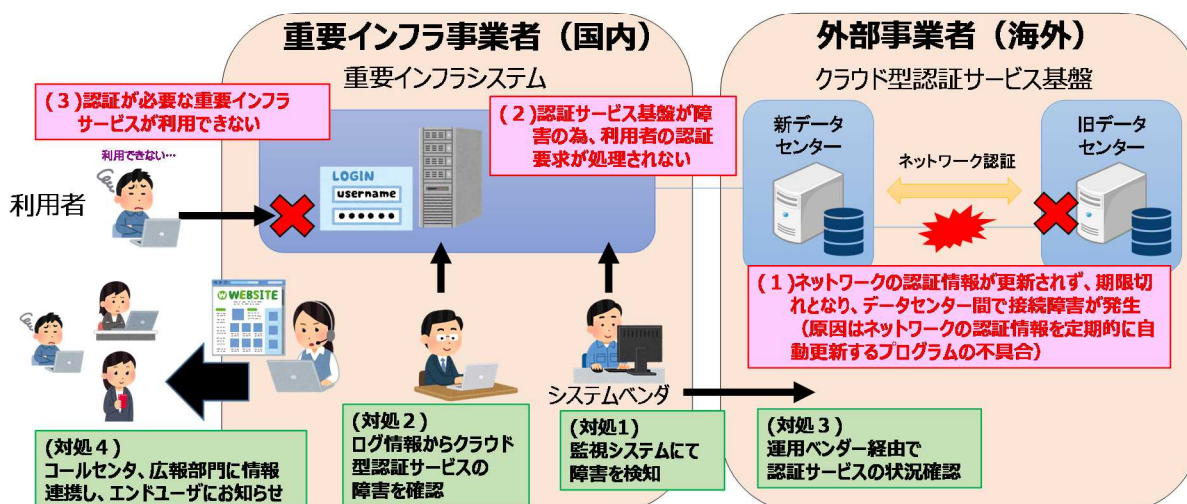 重要インフラ事業者（国内）
重要インフラシステム
外部事業者（海外）
クラウド型認証サービス基盤
(３)認証が必要な重要インフラ
サービスが利用できない
(２)認証サービス基盤が障
害の為、利用者の認証
要求が処理されない
利用できない…
利用者
LOGIN
username
新データ
センター
ネットワーク認証
旧データ
センター
(１)ネットワークの認証情報が更新されず、期限切
れとなり、データセンター間で接続障害が発生
（原因はネットワークの認証情報を定期的に自
動更新するプログラムの不具合）
WEBSITE
システムベンダ
(対処４)
コールセンタ、広報部門に情報
連携し、エンドユーザにお知らせ
(対処２)
ログ情報からクラウド
型認証サービスの
障害を確認
(対処1)
監視システムにて
障害を検知
(対処３)
運用ベンダー経由で
認証サービスの状況確認